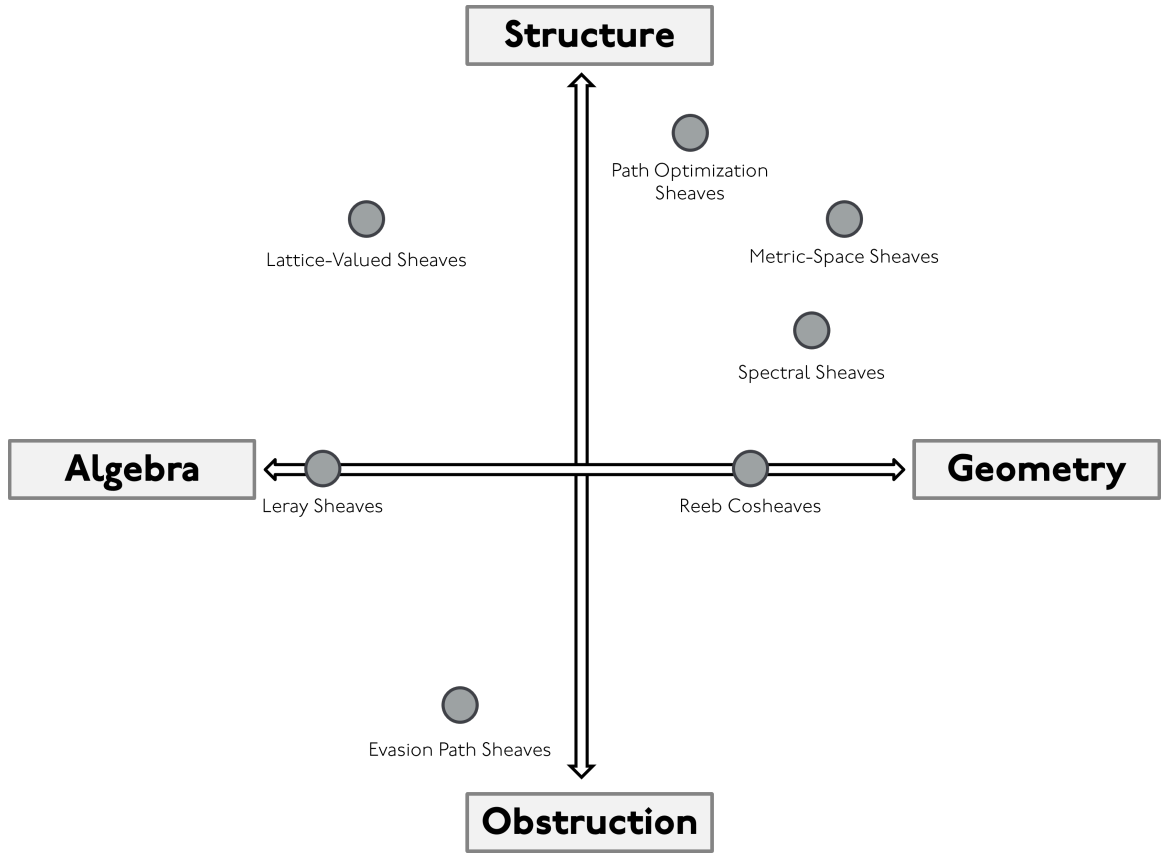 Structure
Path Optimization
Sheaves
Lattice-Valued Sheaves
Metric-Space Sheaves
Spectral Sheaves
Algebra
Geometry
Leray Sheaves
Reeb Cosheaves
Evasion Path Sheaves
Obstruction